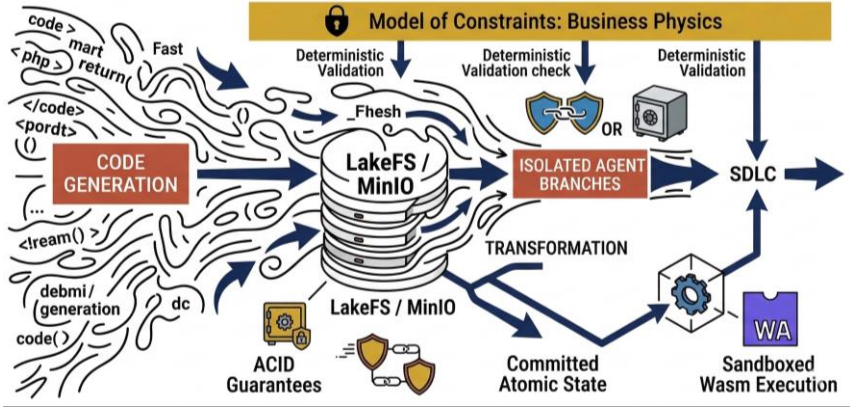 Model of Constraints: Business Physics
code >
mart
Fast
< php >
return
Deterministic
Validation
Deterministic
Validation check
Deterministic
Validation
</code>
<pordt>
()
()
_Fhesh
OR
CODE
GENERATION
LakeFS /
MinIO
ISOLATED AGENT
BRANCHES
SDLC
(...
<!ream() >
TRANSFORMATION
debmi /
generation
dc
LakeFS / MinIO
code( )
WA
ACID
Guarantees
Committed
Atomic State
Sandboxed
Wasm Execution